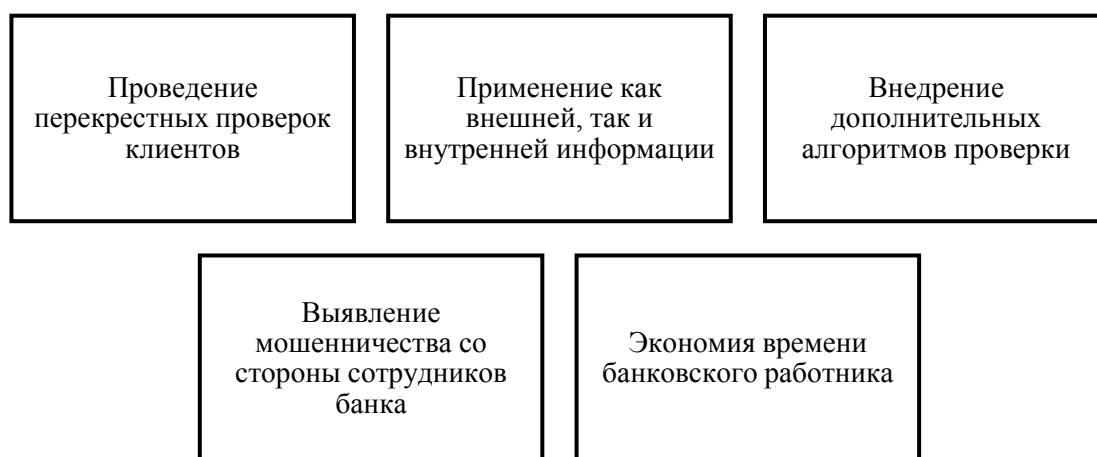 Проведение
перекрестных проверок
клиентов
Применение как
внешней, так и
внутренней информации
Внедрение
дополнительных
алгоритмов проверки
Выявление
мошенничества со
стороны сотрудников
банка
Экономия времени
банковского работника